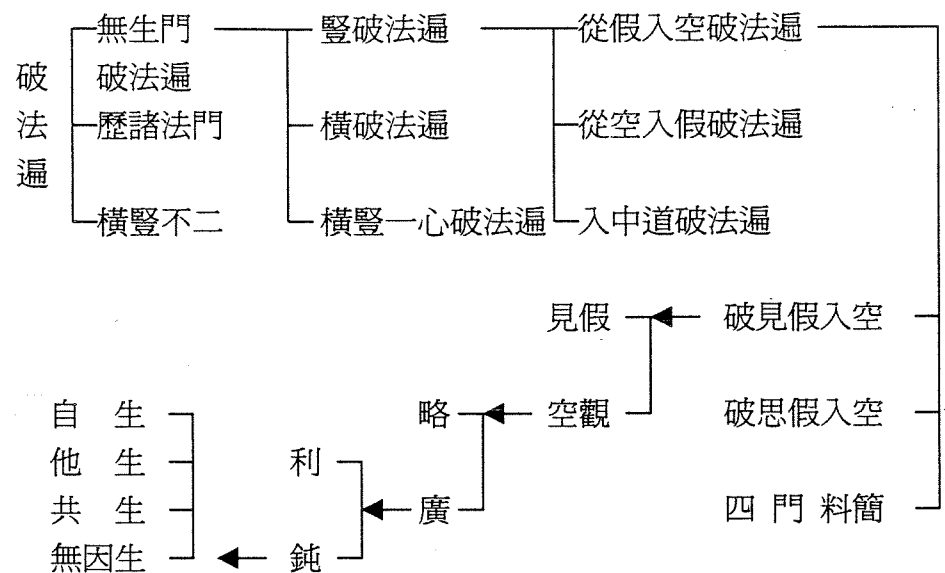 破法遍
無生門 豎破法遍 從假入空破法遍
破法遍
歷諸法門 橫破法遍 從空入假破法遍
橫豎不二 橫豎一心破法遍 入中道破法遍
見假 破見假入空
自 生 略 空觀 破思假入空
他 生 利
共 生 廣 四 門 料簡
無因生 鈍